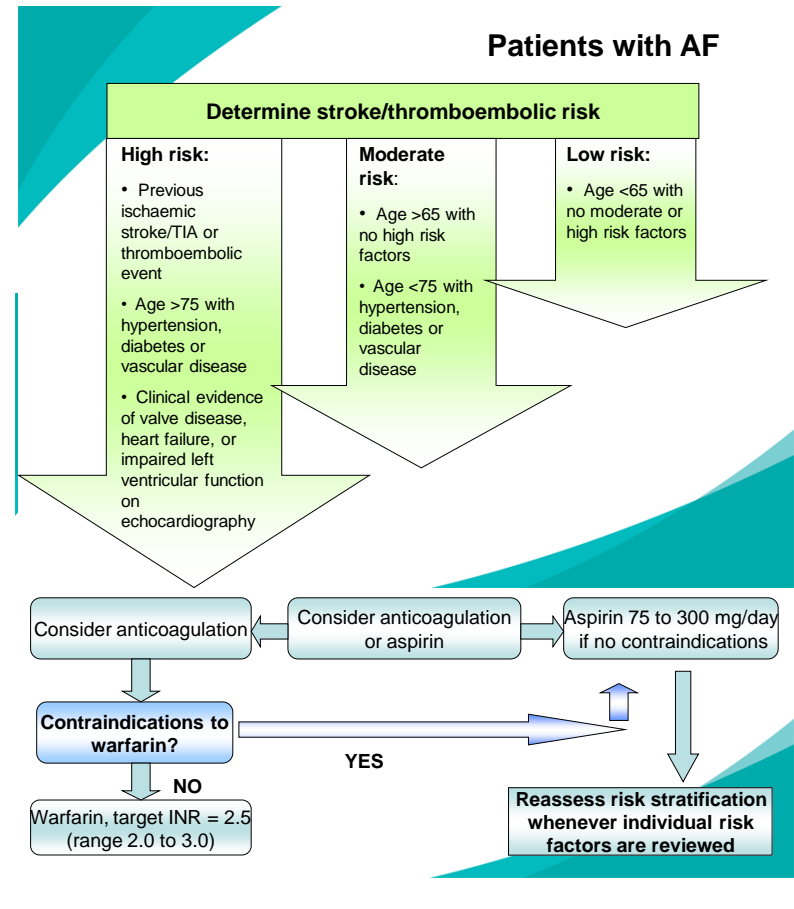 Patients with AF
Determine stroke/thromboembolic risk
High risk:
• Previous
ischaemic
stroke/TIA or
thromboembolic
event
• Age >75 with
hypertension,
diabetes or
vascular disease
• Clinical evidence
of valve disease,
heart failure, or
impaired left
ventricular function
on
echocardiography
Moderate
risk:
• Age >65 with
no high risk
factors
• Age <75 with
hypertension,
diabetes or
vascular
disease
Low risk:
• Age <65 with
no moderate or
high risk factors
Consider anticoagulation
Consider anticoagulation
or aspirin
Aspirin 75 to 300 mg/day
if no contraindications
Contraindications to
warfarin?
YES
NO
Warfarin, target INR = 2.5
(range 2.0 to 3.0)
Reassess risk stratification
whenever individual risk
factors are reviewed